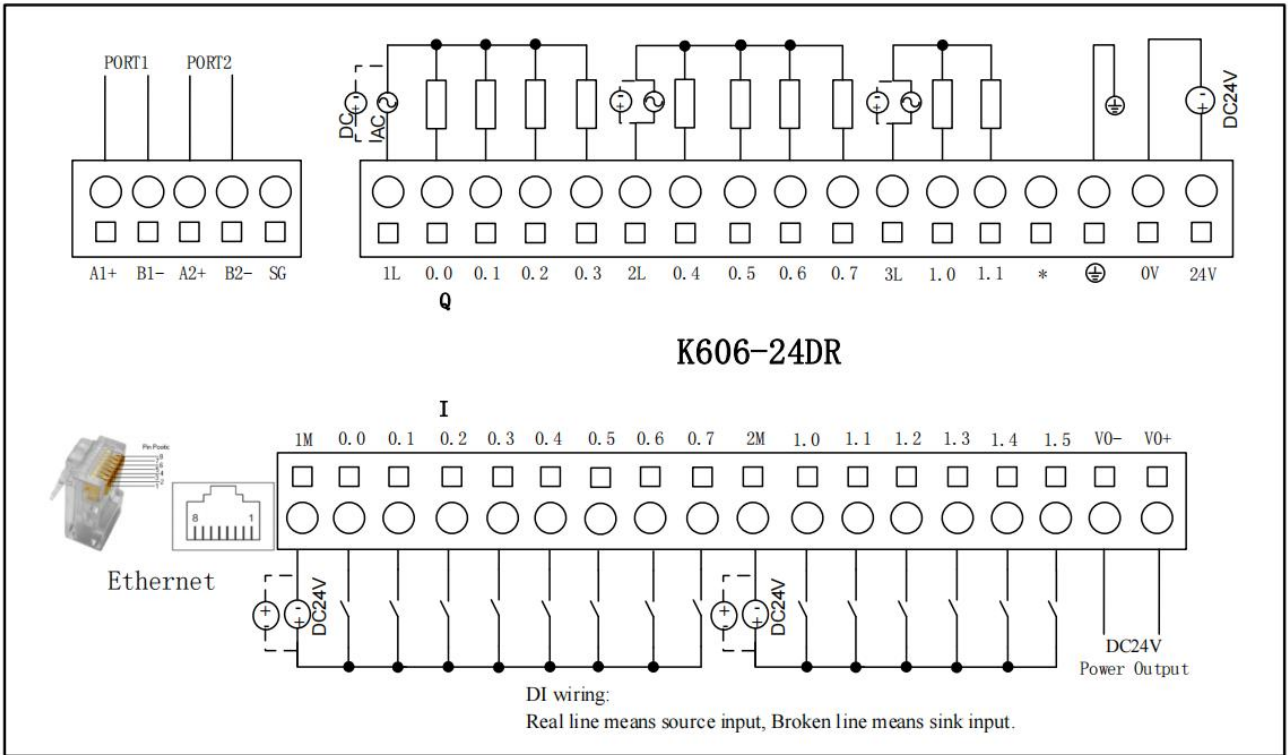 PORT1 PORT2
DC
AC
DC24V
A1+ B1- A2+ B2- SG
1L 0.0 0.1 0.2 0.3 2L 0.4 0.5 0.6 0.7 3L 1.0 1.1 * 0V 24V
Q
K606-24DR
I
1M 0.0 0.1 0.2 0.3 0.4 0.5 0.6 0.7 2M 1.0 1.1 1.2 1.3 1.4 1.5 V0- V0+
8 1
Ethernet
DC24V
DC24V
DC24V
Power Output
DI wiring:
Real line means source input, Broken line means sink input.